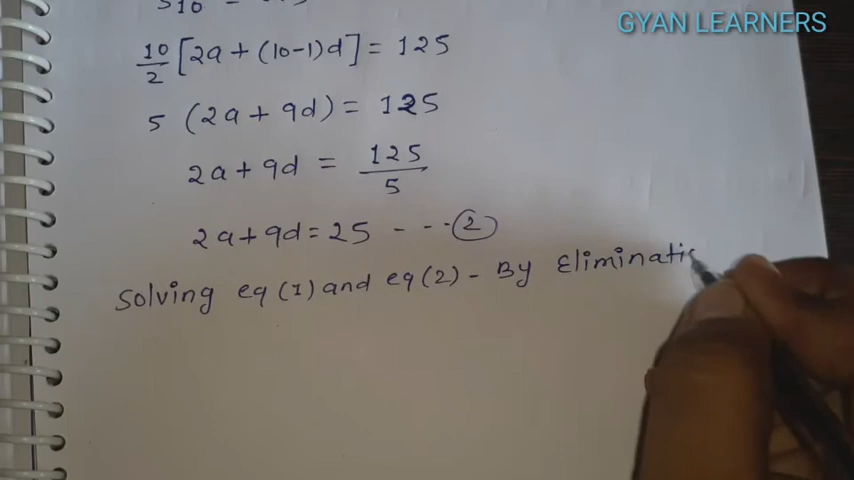 GYAN LEARNERS
10/2 [2a + (10-1)d] = 125
5 (2a + 9d) = 125
2a + 9d = 125/5
2a + 9d = 25 - - - (2)
Solving eq (1) and eq (2) - By Eliminatio